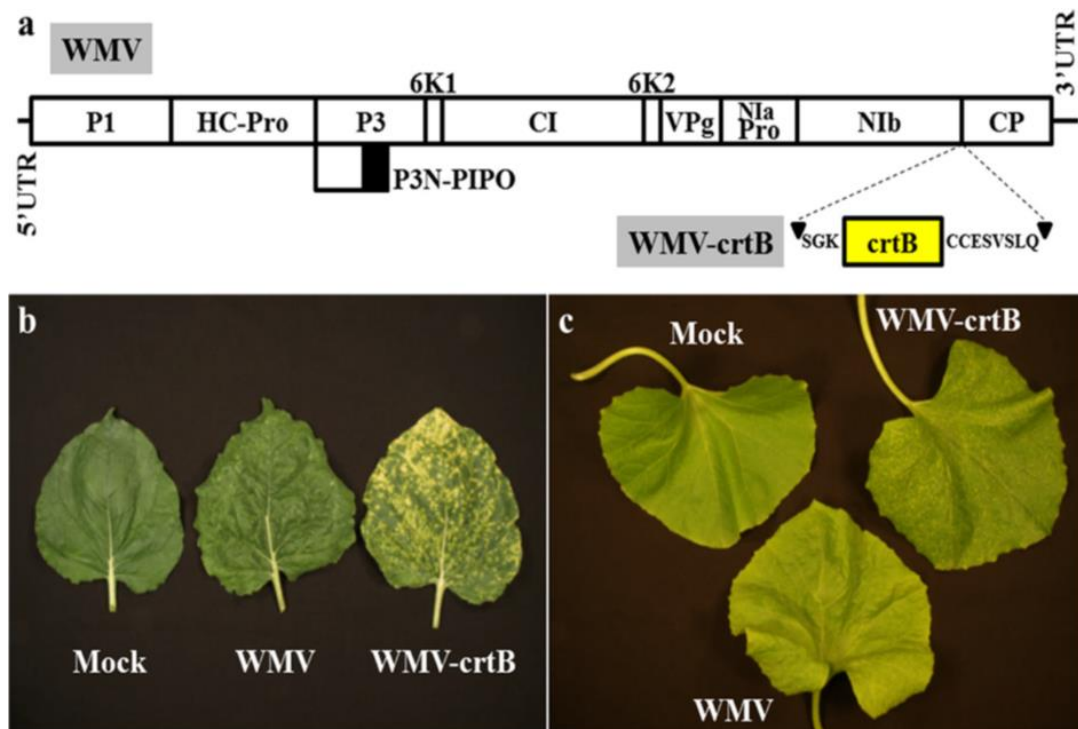 a
WMV
3'UTR
6K1
6K2
P1
HC-Pro
P3
CI
VPg
NIa
Pro
NIb
CP
5'UTR
P3N-PIPO
WMV-crtB
SGK
crtB
CCESVSLQ
b
Mock
WMV
WMV-crtB
c
Mock
WMV-crtB
WMV